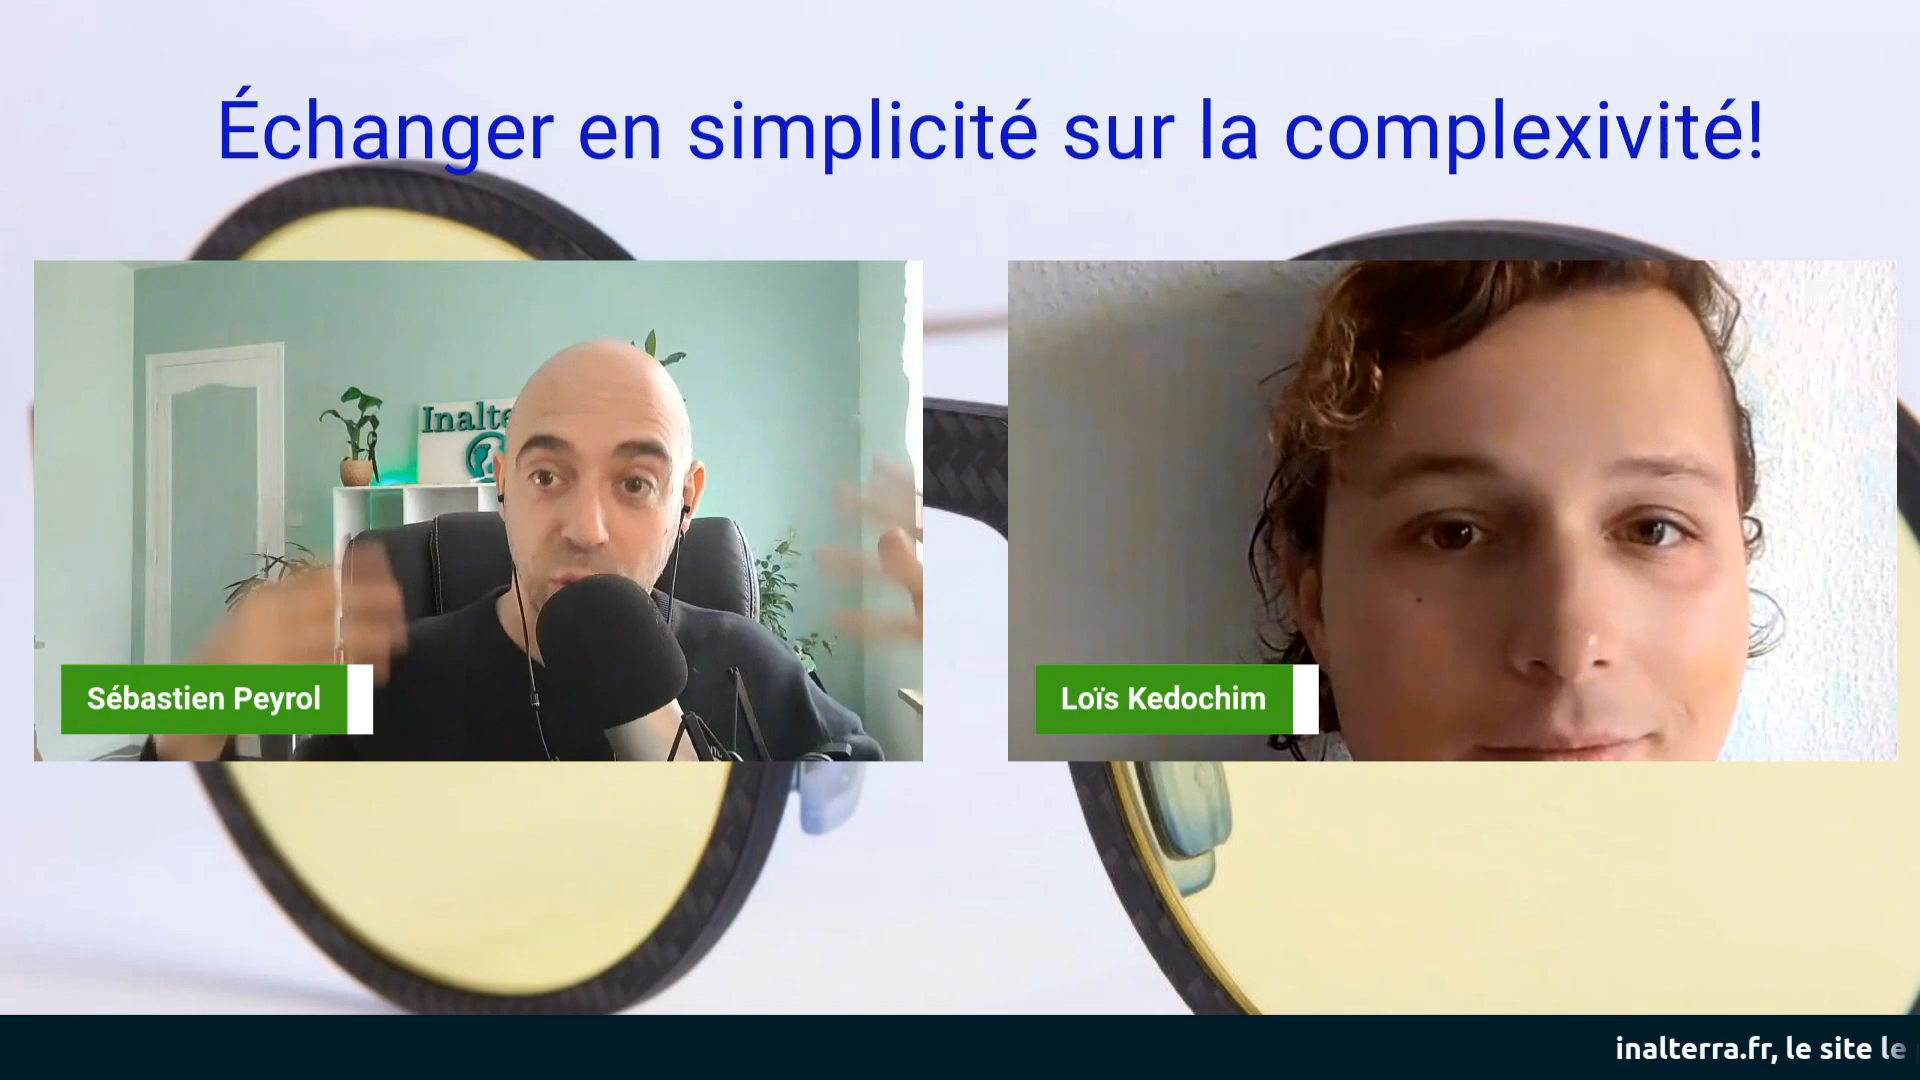 Échanger en simplicité sur la complexivité!
Inalte
Sébastien Peyrol
Loïs Kedochim
inalterra.fr, le site le